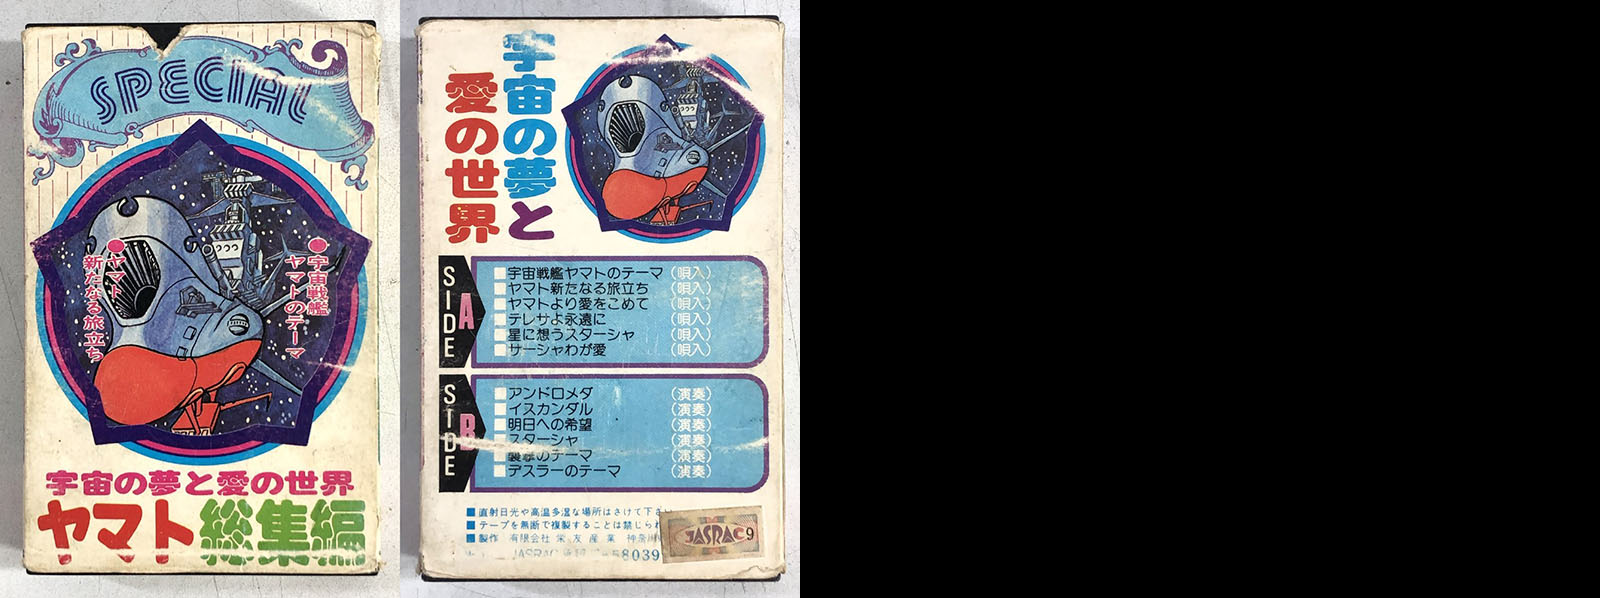 SPECIAL
●宇宙戦艦
ヤマトのテーマ
●ヤマト
新たなる旅立ち
宇宙の夢と愛の世界
ヤマト総集編
宇宙の夢と
愛の世界
SIDE A
■宇宙戦艦ヤマトのテーマ (唄入)
■ヤマト新たなる旅立ち (唄入)
■ヤマトより愛をこめて (唄入)
■テレサよ永遠に (唄入)
■星に想うスターシャ (唄入)
■サーシャわが愛 (唄入)
SIDE B
■アンドロメダ (演奏)
■イスカンダル (演奏)
■明日への希望 (演奏)
■スターシャ (演奏)
■襲撃のテーマ (演奏)
■デスラーのテーマ (演奏)
■直射日光や高温多湿な場所はさけて下さい
■テープを無断で複製することは禁じられ
■製作 有限会社 栄友産業 神奈川
JASRAC 58039
JASRAC 9